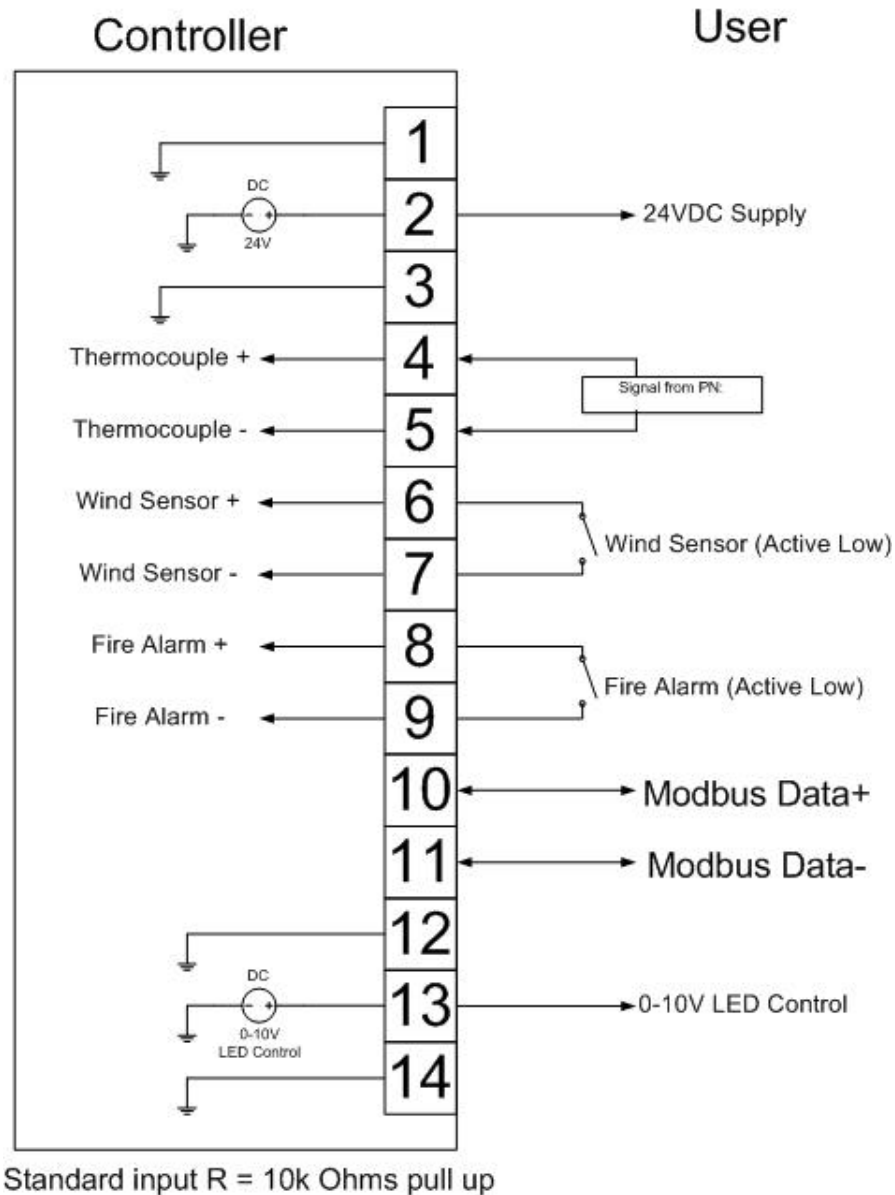 Controller
User
1
DC
24V
2
24VDC Supply
3
Thermocouple +
4
Signal from PN:
Thermocouple -
5
Wind Sensor +
6
Wind Sensor (Active Low)
Wind Sensor -
7
Fire Alarm +
8
Fire Alarm (Active Low)
Fire Alarm -
9
10
Modbus Data+
11
Modbus Data-
12
DC
0-10V
LED Control
13
0-10V LED Control
14
Standard input R = 10k Ohms pull up